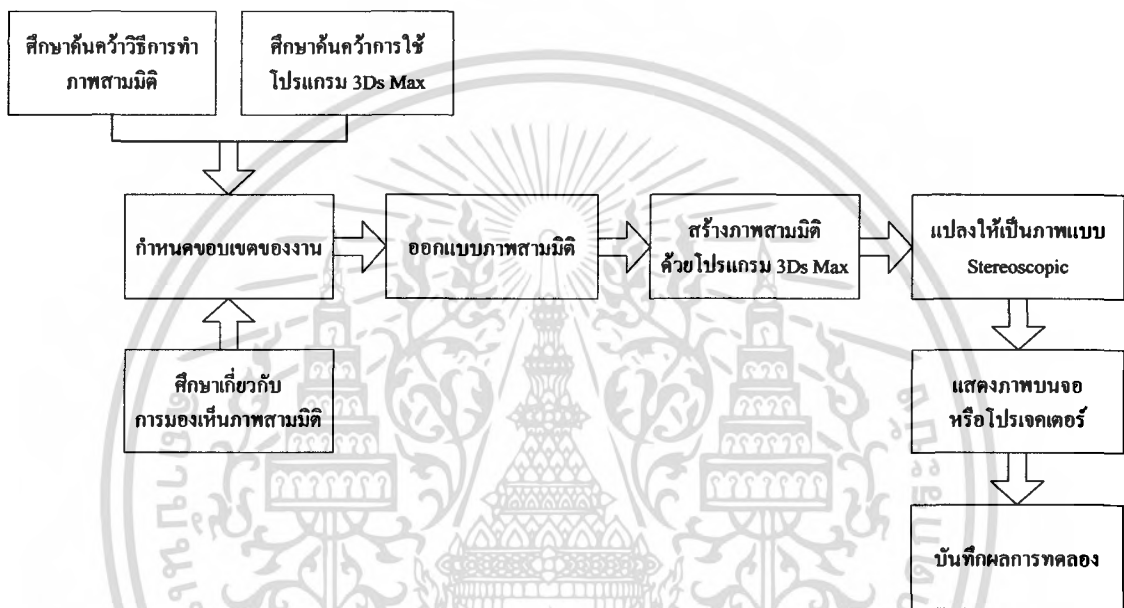 ศึกษาค้นคว้าวิธีการทำ
ภาพสามมิติ
ศึกษาค้นคว้าการใช้
โปรแกรม 3Ds Max
กำหนดขอบเขตของงาน
ออกแบบภาพสามมิติ
สร้างภาพสามมิติ
ด้วยโปรแกรม 3Ds Max
แปลงให้เป็นภาพแบบ
Stereoscopic
ศึกษาเกี่ยวกับ
การมองเห็นภาพสามมิติ
แสดงภาพบนจอ
หรือโปรเจคเตอร์
บันทึกผลการทดลอง